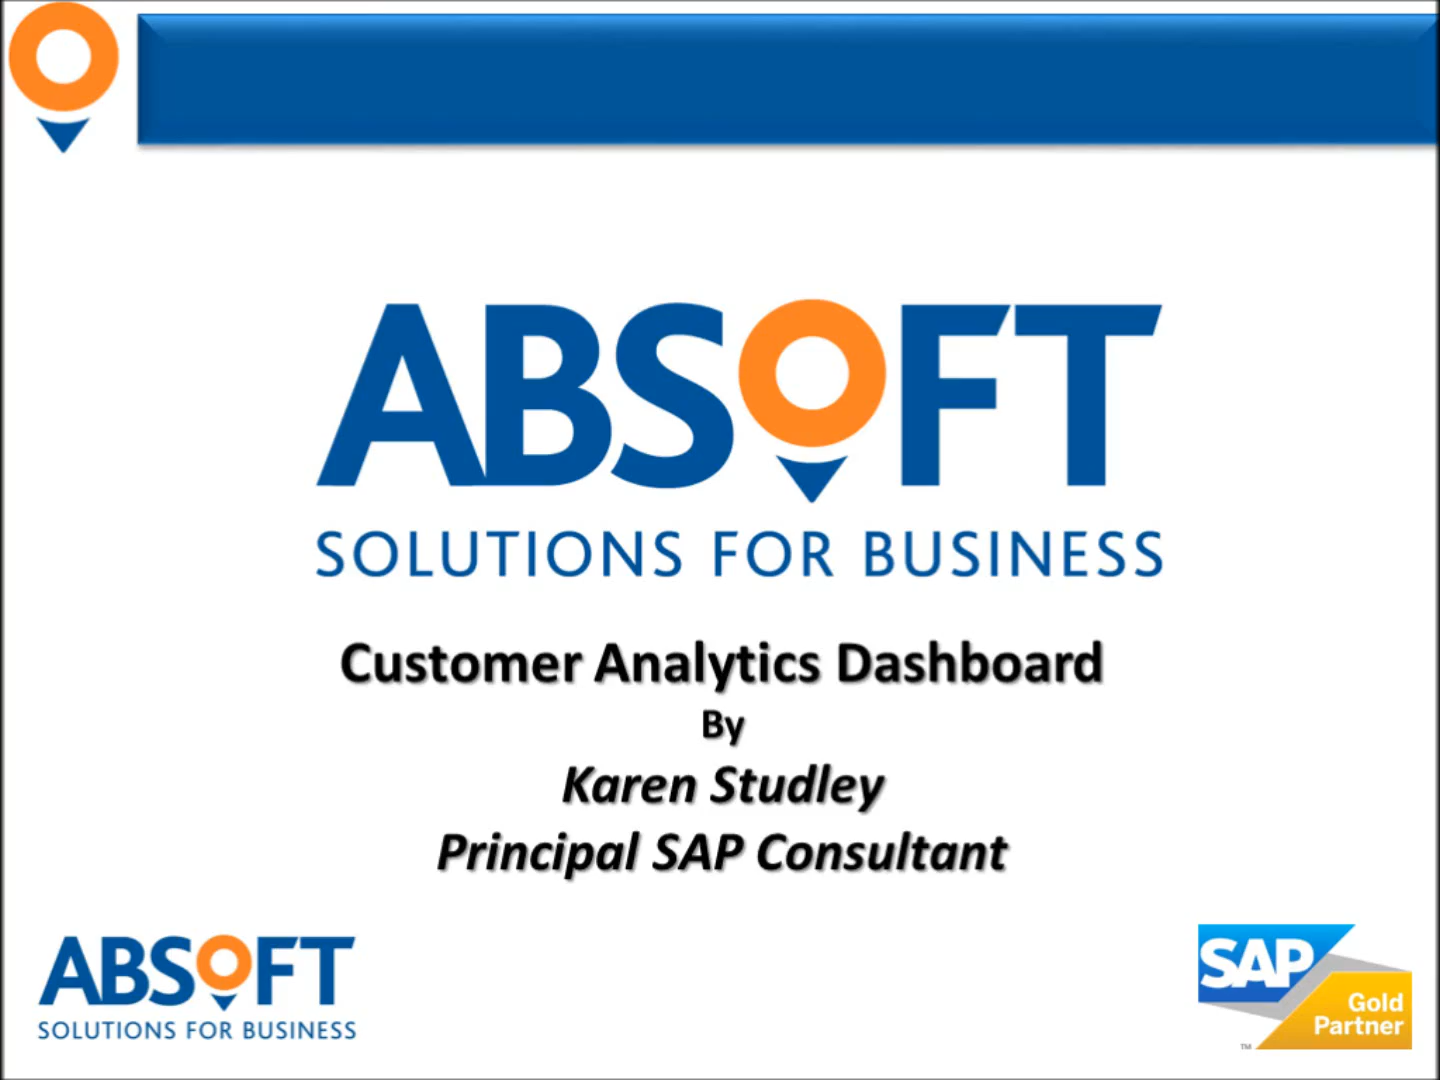 ABSOFT
SOLUTIONS FOR BUSINESS
Customer Analytics Dashboard
By
Karen Studley
Principal SAP Consultant
ABSOFT
SOLUTIONS FOR BUSINESS
SAP
Gold
Partner
TM